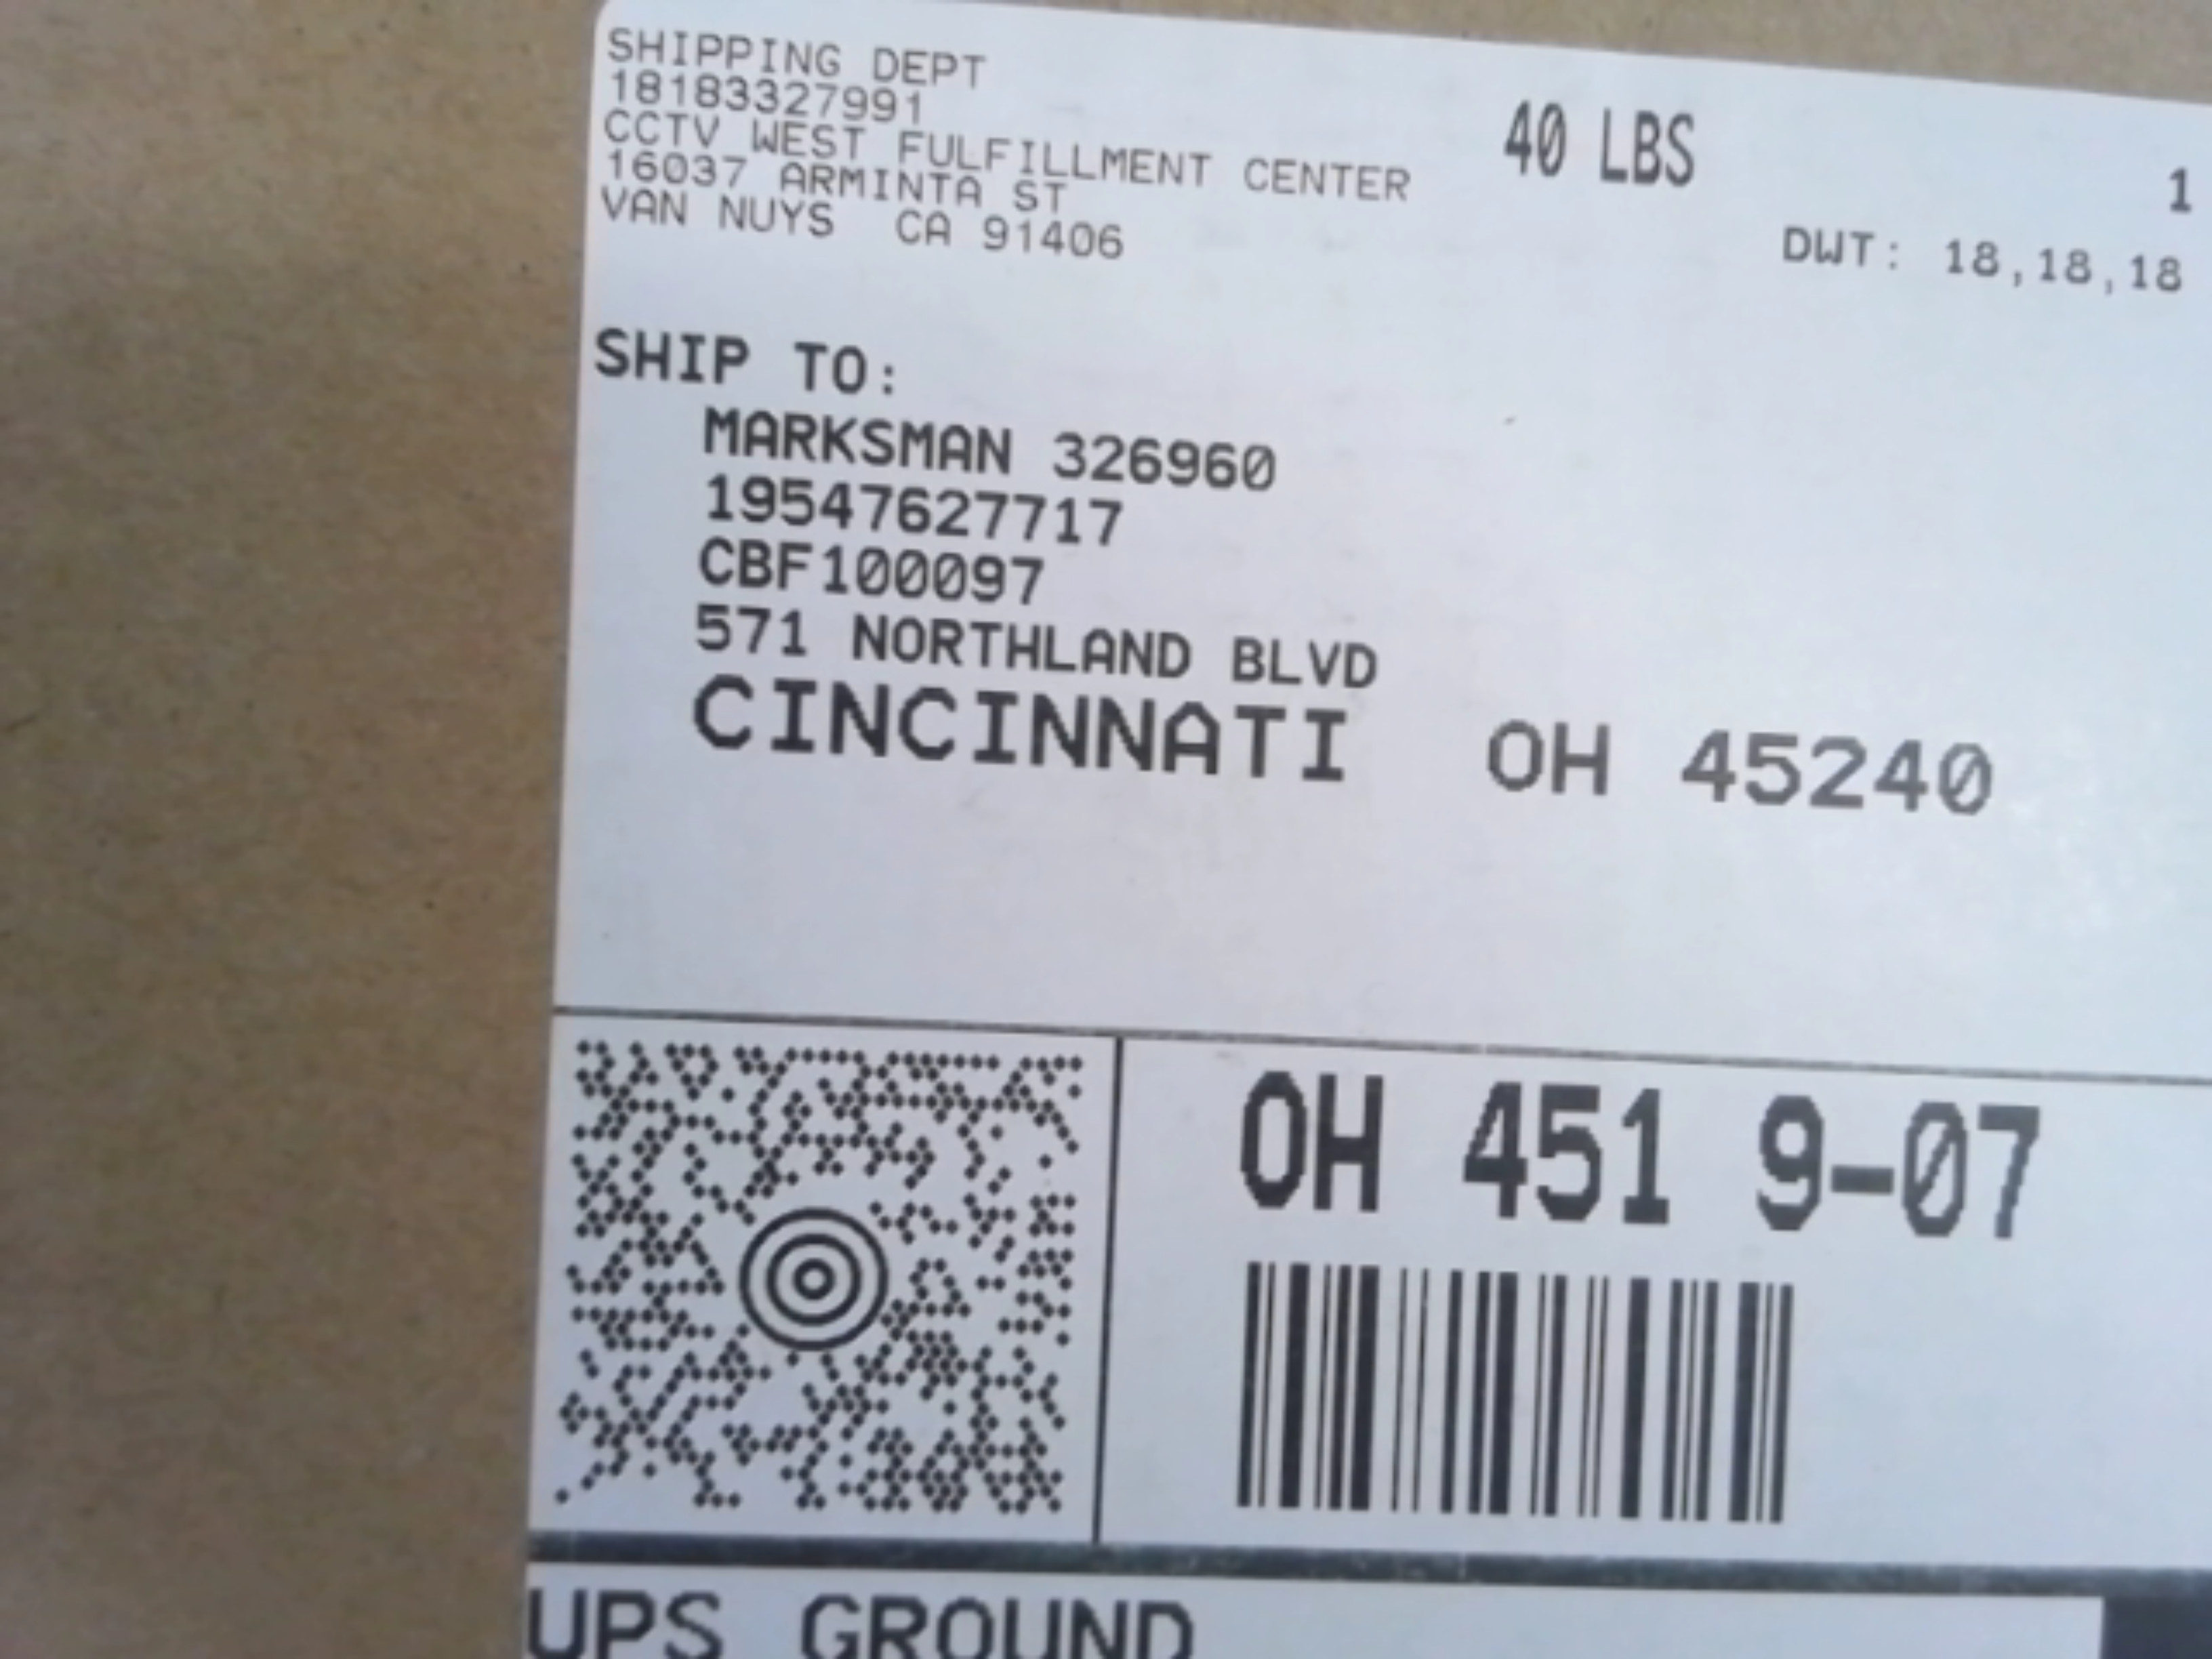 SHIPPING DEPT
18183327991
CCTV WEST FULFILLMENT CENTER
16037 ARMINTA ST
VAN NUYS CA 91406
40 LBS
1
DWT: 18,18,18
SHIP TO:
MARKSMAN 326960
19547627717
CBF100097
571 NORTHLAND BLVD
CINCINNATI OH 45240
OH 451 9-07
UPS GROUND